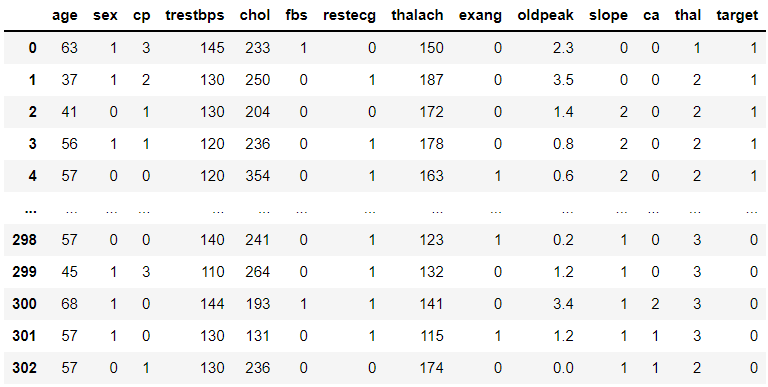 age sex cp trestbps chol fbs restecg thalach exang oldpeak slope ca thal target
0 63 1 3 145 233 1 0 150 0 2.3 0 0 1 1
1 37 1 2 130 250 0 1 187 0 3.5 0 0 2 1
2 41 0 1 130 204 0 0 172 0 1.4 2 0 2 1
3 56 1 1 120 236 0 1 178 0 0.8 2 0 2 1
4 57 0 0 120 354 0 1 163 1 0.6 2 0 2 1
... ... ... ... ... ... ... ... ... ... ... ... ... ... ...
298 57 0 0 140 241 0 1 123 1 0.2 1 0 3 0
299 45 1 3 110 264 0 1 132 0 1.2 1 0 3 0
300 68 1 0 144 193 1 1 141 0 3.4 1 2 3 0
301 57 1 0 130 131 0 1 115 1 1.2 1 1 3 0
302 57 0 1 130 236 0 0 174 0 0.0 1 1 2 0